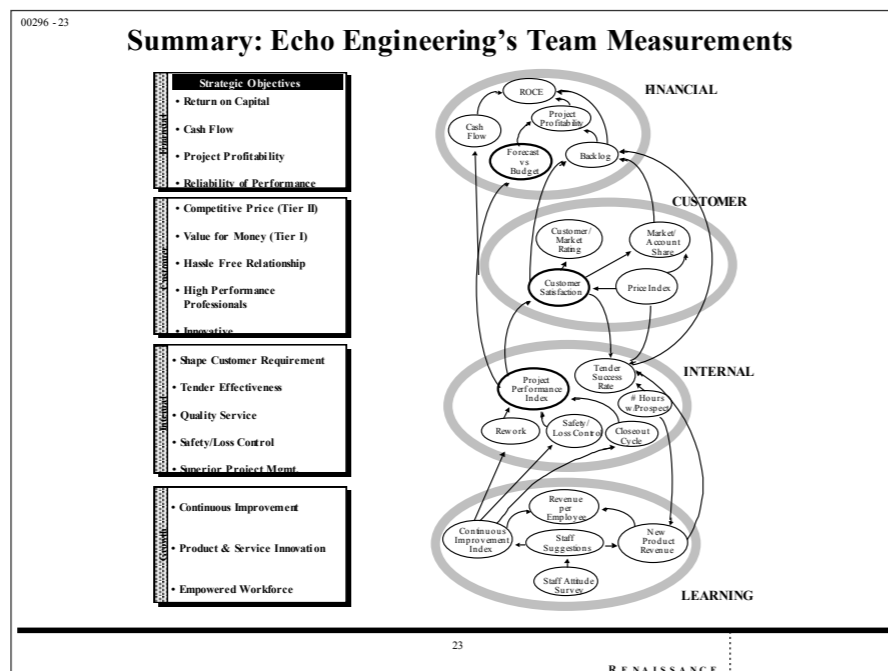 00296 - 23
Summary: Echo Engineering's Team Measurements
Strategic Objectives
Financial
• Return on Capital
• Cash Flow
• Project Profitability
• Reliability of Performance
Customer
• Competitive Price (Tier II)
• Value for Money (Tier I)
• Hassle Free Relationship
• High Performance
Professionals
• Innovative
Internal
• Shape Customer Requirement
• Tender Effectiveness
• Quality Service
• Safety/Loss Control
• Superior Project Mgmt.
Growth
• Continuous Improvement
• Product & Service Innovation
• Empowered Workforce
FINANCIAL
ROCE
Cash
Flow
Project
Profitability
Forecast
vs
Budget
Backlog
CUSTOMER
Customer/
Market
Rating
Market/
Account
Share
Customer
Satisfaction
Price Index
INTERNAL
Project
Performance
Index
Tender
Success
Rate
# Hours
w/Prospect
Rework
Safety/
Loss Control
Closeout
Cycle
Revenue
per
Employee
Continuous
Improvement
Index
Staff
Suggestions
New
Product
Revenue
Staff Attitude
Survey
LEARNING
23
RENAISSANCE